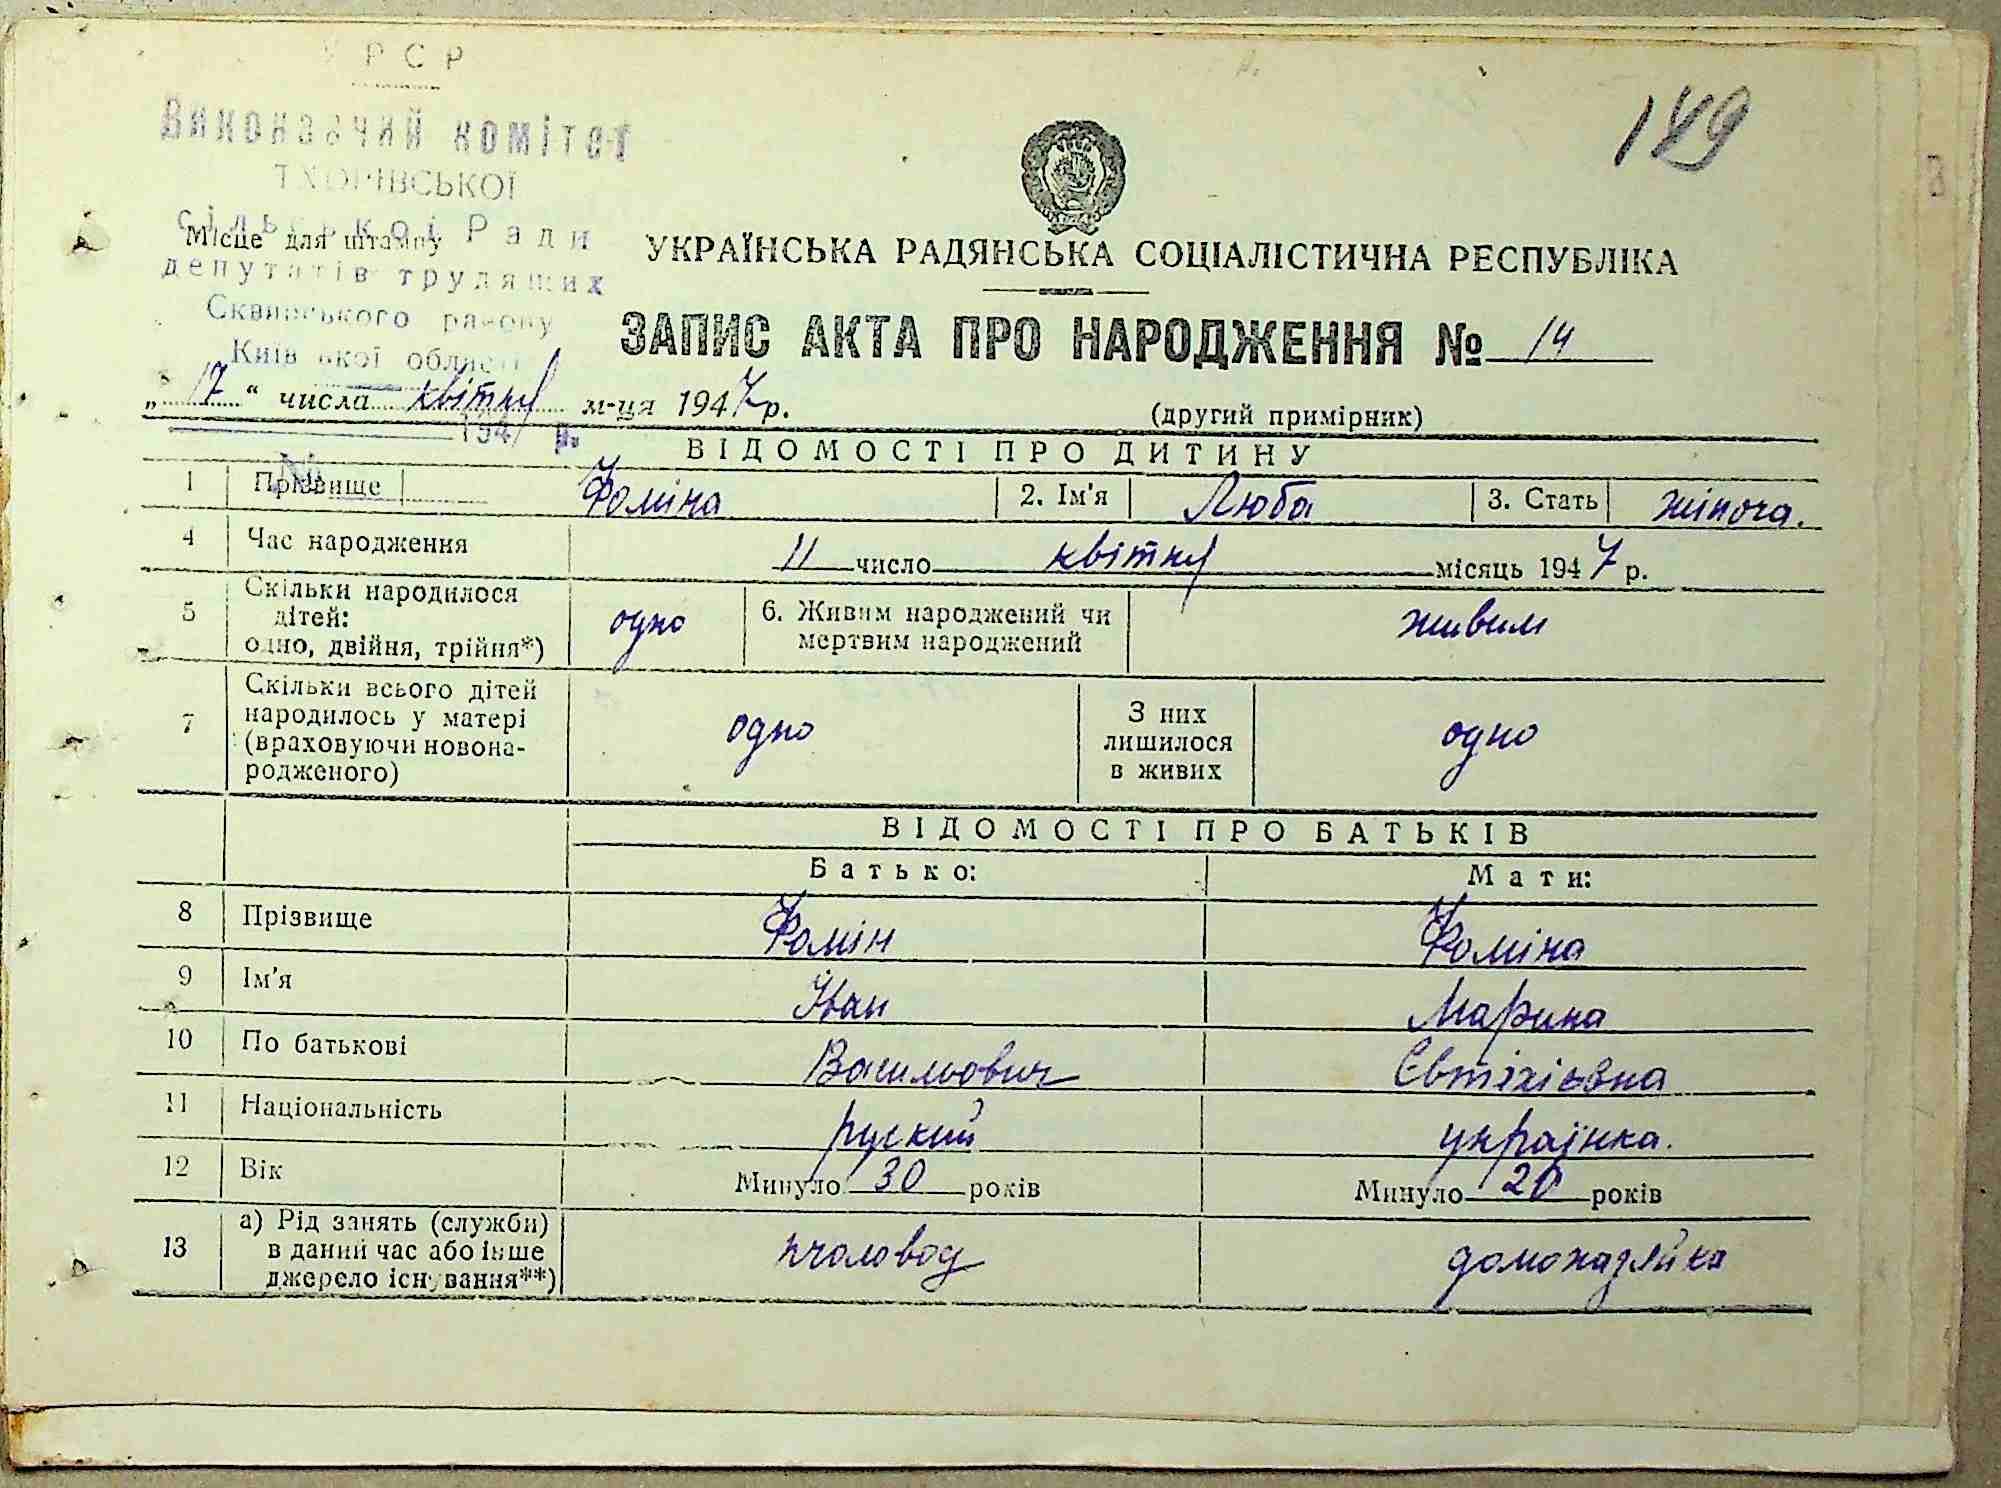 УРСР
149
Виконавчий комітет
ТХОРІВСЬКОЇ
сільської Ради
Місце для штампу
депутатів трудящих
УКРАЇНСЬКА РАДЯНСЬКА СОЦІАЛІСТИЧНА РЕСПУБЛІКА
Сквирського району
Київської області
ЗАПИС АКТА ПРО НАРОДЖЕННЯ № 14
„ 17 “ числа квітня м-ця 1947 р.
(другий примірник)
194 р.
№
ВІДОМОСТІ ПРО ДИТИНУ
1 Прізвище Фоміна 2. Ім'я Люба 3. Стать жіноча.
4 Час народження 11 число квітня місяць 1947 р.
5 Скільки народилося дітей: одно, двійня, трійня*) одно 6. Живим народжений чи мертвим народжений живим
7 Скільки всього дітей народилось у матері (враховуючи новона-родженого) одно З них лишилося в живих одно
ВІДОМОСТІ ПРО БАТЬКІВ
Батько: Мати:
8 Прізвище Фомін Фоміна
9 Ім'я Іван Марина
10 По батькові Васильович Євтіхієвна
11 Національність руский українка.
12 Вік Минуло 30 років Минуло 20 років
13 а) Рід занять (служби) в даний час або інше джерело існування**) пчоловод домохазяйка